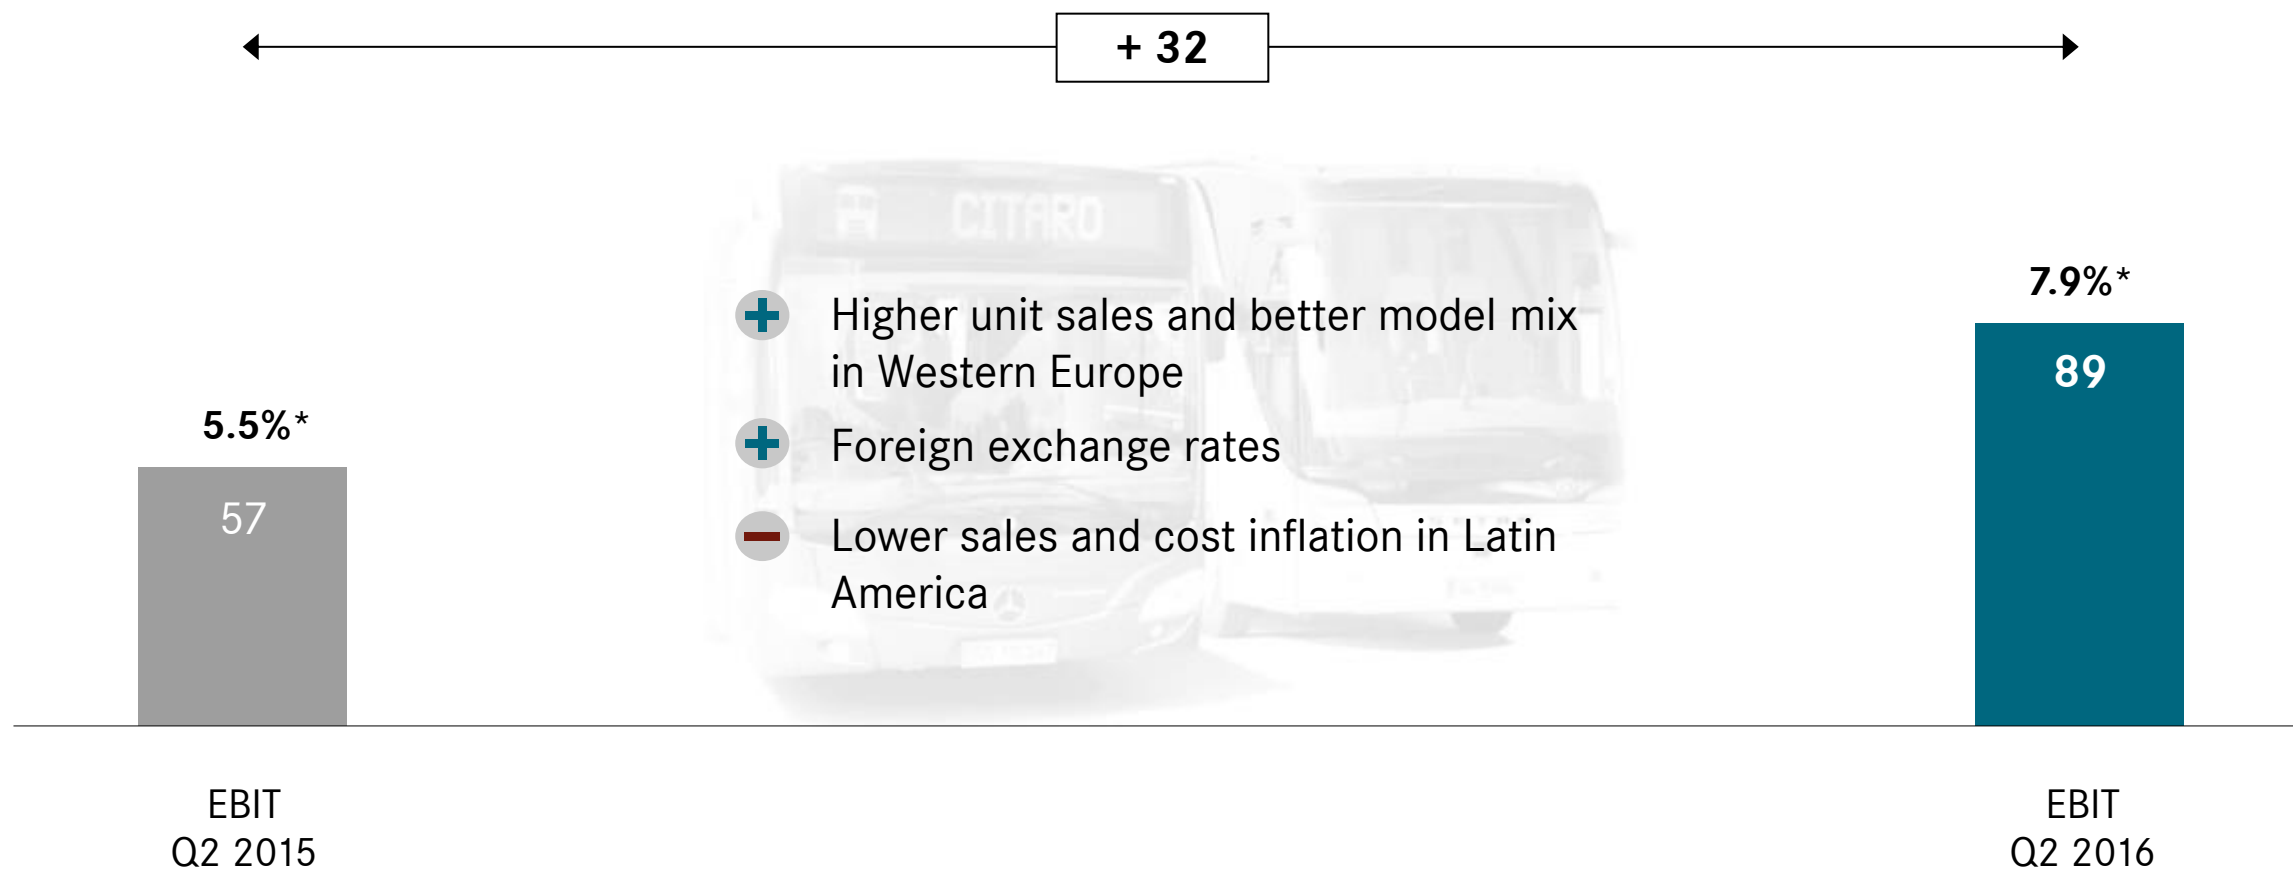 + 32
CITARO
7.9%*
Higher unit sales and better model mix
in Western Europe
89
5.5%*
Foreign exchange rates
57
Lower sales and cost inflation in Latin
America
EBIT
Q2 2015
EBIT
Q2 2016